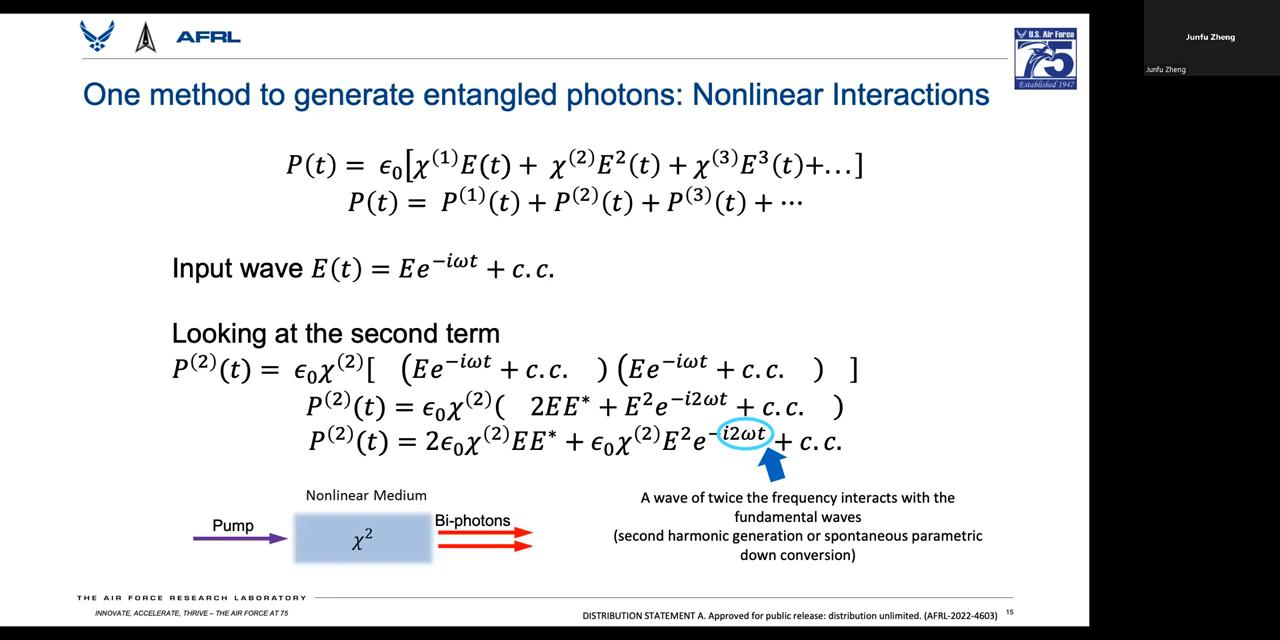 AFRL
U.S. Air Force
75
Established 1947
Junfu Zheng
Junfu Zheng
One method to generate entangled photons: Nonlinear Interactions
P(t) = ϵ₀[χ⁽¹⁾E(t) + χ⁽²⁾E²(t) + χ⁽³⁾E³(t)+…]
P(t) = P⁽¹⁾(t) + P⁽²⁾(t) + P⁽³⁾(t) + ⋯
Input wave E(t) = Ee^{−iωt} + c.c.
Looking at the second term
P⁽²⁾(t) = ϵ₀χ⁽²⁾[ (Ee^{−iωt} + c.c. ) (Ee^{−iωt} + c.c. ) ]
P⁽²⁾(t) = ϵ₀χ⁽²⁾( 2EE* + E²e^{−i2ωt} + c.c. )
P⁽²⁾(t) = 2ϵ₀χ⁽²⁾EE* + ϵ₀χ⁽²⁾E²e^{−i2ωt} + c.c.
Nonlinear Medium
Pump
χ²
Bi-photons
A wave of twice the frequency interacts with the
fundamental waves
(second harmonic generation or spontaneous parametric
down conversion)
THE AIR FORCE RESEARCH LABORATORY
INNOVATE, ACCELERATE, THRIVE – THE AIR FORCE AT 75
DISTRIBUTION STATEMENT A. Approved for public release: distribution unlimited. (AFRL-2022-4603)
15